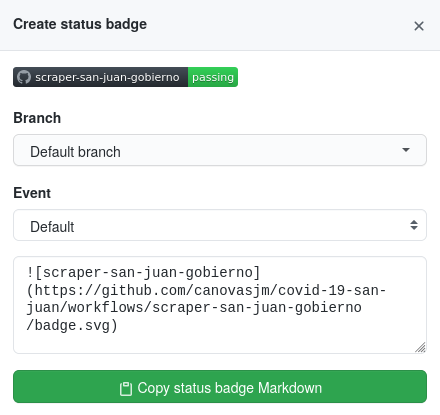 Create status badge
scraper-san-juan-gobierno passing
Branch
Default branch
Event
Default
![scraper-san-juan-gobierno]
(https://github.com/canovasjm/covid-19-san-
juan/workflows/scraper-san-juan-gobierno
/badge.svg)
Copy status badge Markdown